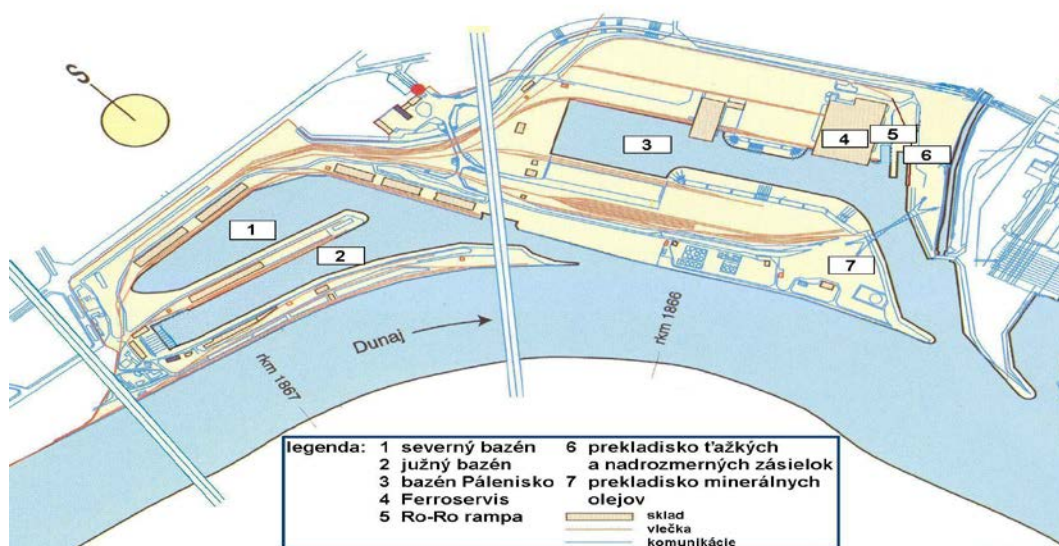 S
1
2
3
4
5
6
7
Dunaj
rkm 1867
rkm 1866
legenda:
1 severný bazén
2 južný bazén
3 bazén Pálenisko
4 Ferroservis
5 Ro-Ro rampa
6 prekladisko ťažkých
a nadrozmerných zásielok
7 prekladisko minerálnych
olejov
sklad
vlečka
komunikácie